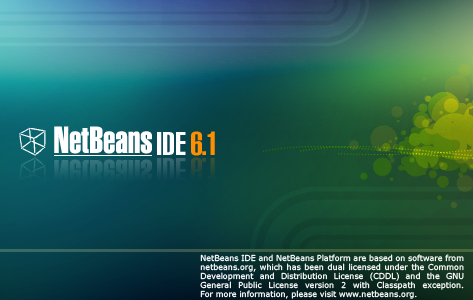 NetBeans IDE 6.1
NetBeans IDE and NetBeans Platform are based on software from
netbeans.org, which has been dual licensed under the Common
Development and Distribution License (CDDL) and the GNU
General Public License version 2 with Classpath exception.
For more information, please visit www.netbeans.org.